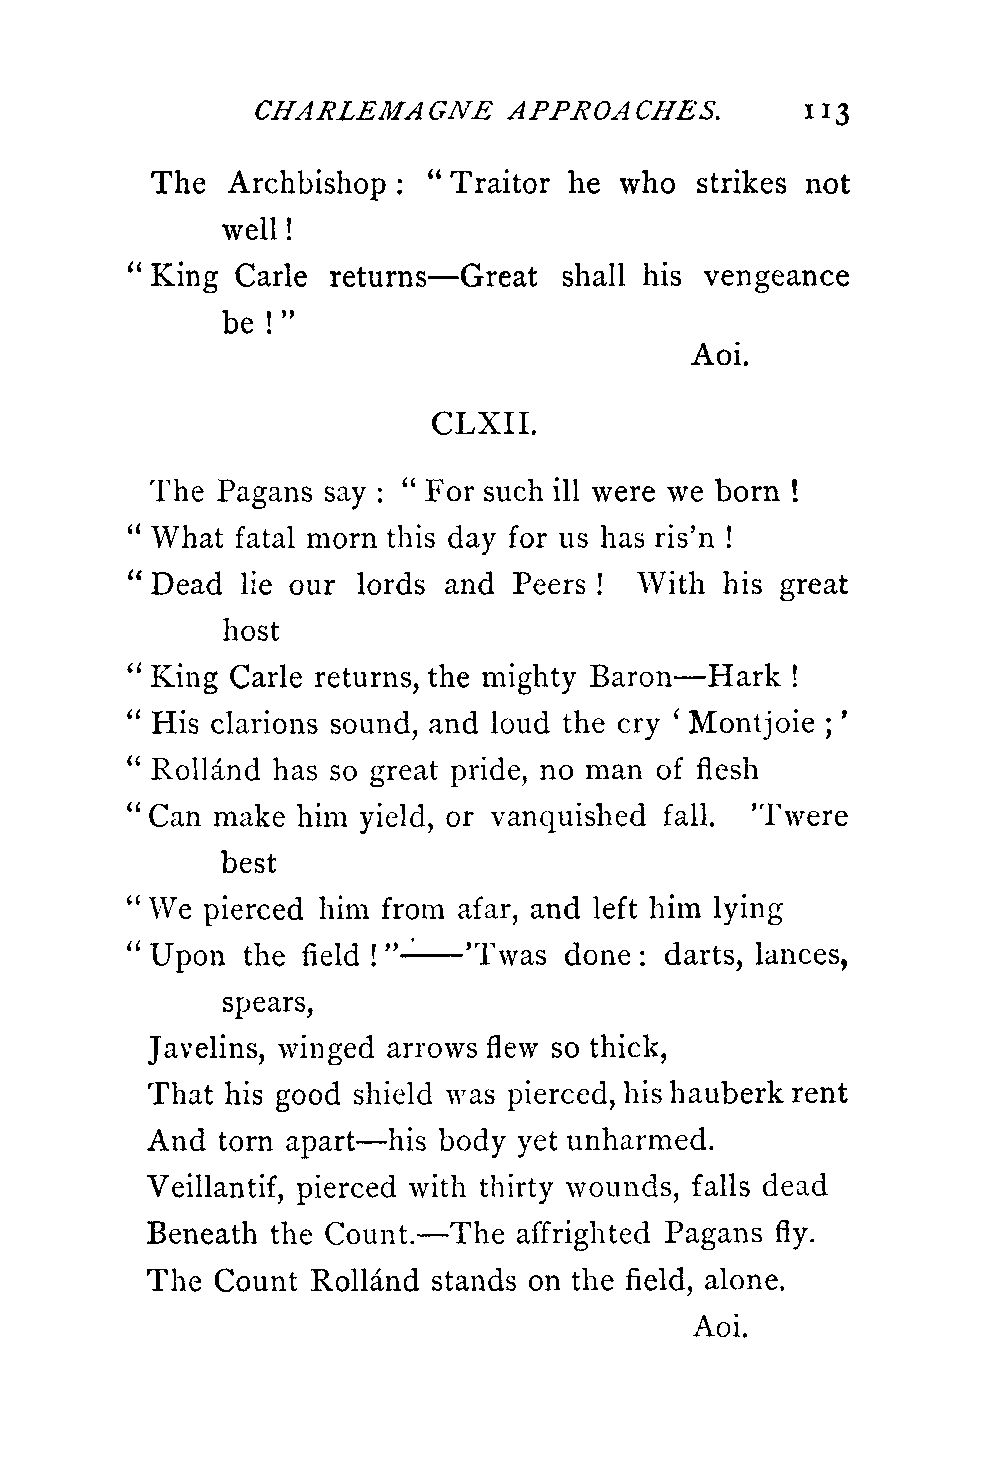 CHARLEMAGNE APPROACHES. 113
The Archbishop : “ Traitor he who strikes not
well !
“ King Carle returns—Great shall his vengeance
be ! ”
Aoi.
CLXII.
The Pagans say : “ For such ill were we born !
“ What fatal morn this day for us has ris’n !
“ Dead lie our lords and Peers ! With his great
host
“ King Carle returns, the mighty Baron—Hark !
“ His clarions sound, and loud the cry ‘ Montjoie ; ’
“ Rollánd has so great pride, no man of flesh
“ Can make him yield, or vanquished fall. ’Twere
best
“ We pierced him from afar, and left him lying
“ Upon the field ! ”——’Twas done : darts, lances,
spears,
Javelins, winged arrows flew so thick,
That his good shield was pierced, his hauberk rent
And torn apart—his body yet unharmed.
Veillantif, pierced with thirty wounds, falls dead
Beneath the Count.—The affrighted Pagans fly.
The Count Rollánd stands on the field, alone.
Aoi.